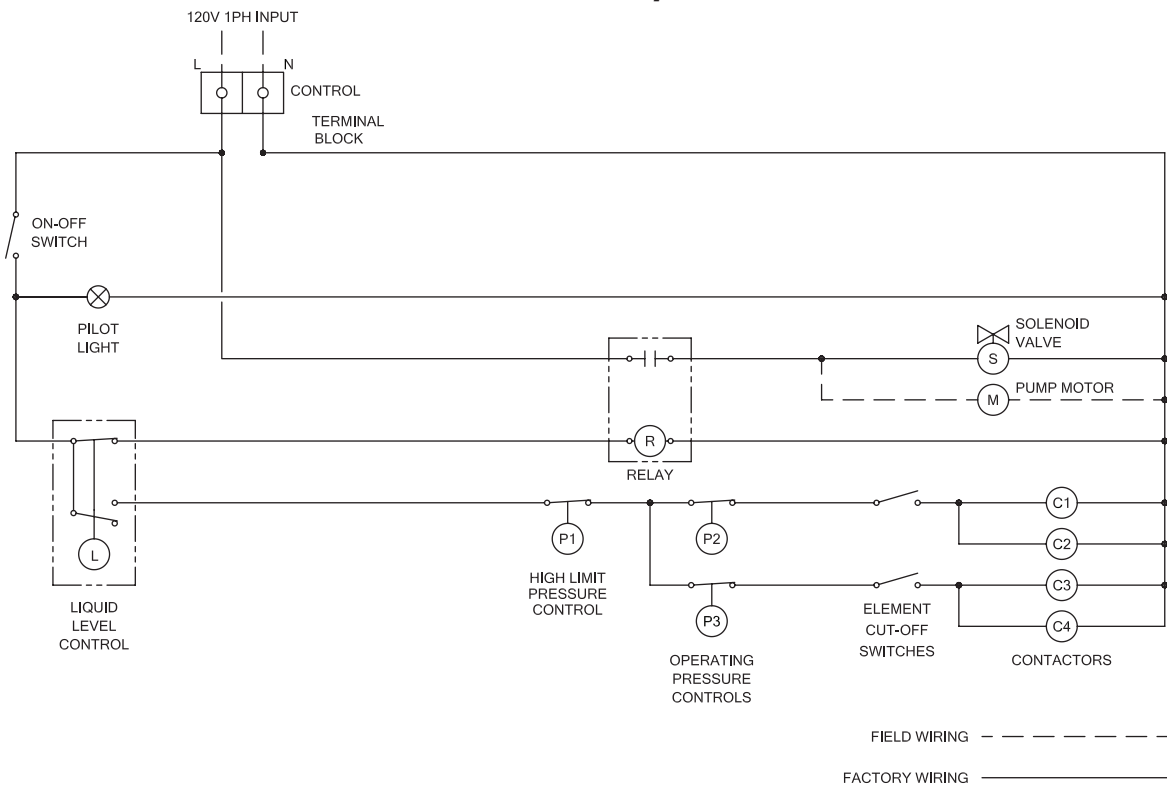 120V 1PH INPUT
L
N
CONTROL
TERMINAL
BLOCK
ON-OFF
SWITCH
PILOT
LIGHT
SOLENOID
VALVE
S
PUMP MOTOR
M
R
RELAY
L
LIQUID
LEVEL
CONTROL
P1
HIGH LIMIT
PRESSURE
CONTROL
P2
P3
OPERATING
PRESSURE
CONTROLS
ELEMENT
CUT-OFF
SWITCHES
C1
C2
C3
C4
CONTACTORS
FIELD WIRING
FACTORY WIRING